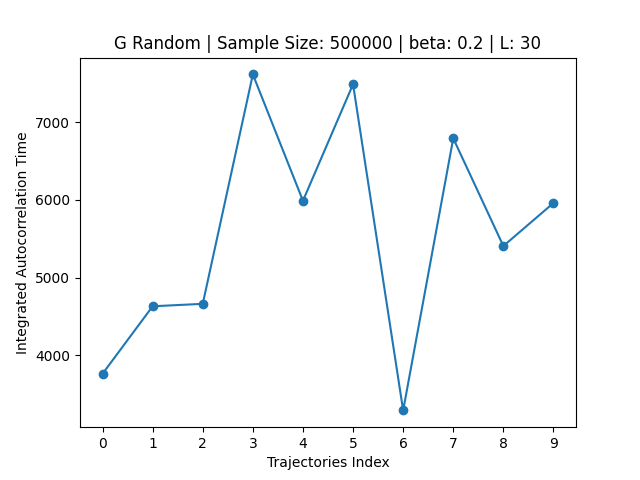 G Random | Sample Size: 500000 | beta: 0.2 | L: 30
Integrated Autocorrelation Time
7000
6000
5000
4000
0 1 2 3 4 5 6 7 8 9
Trajectories Index